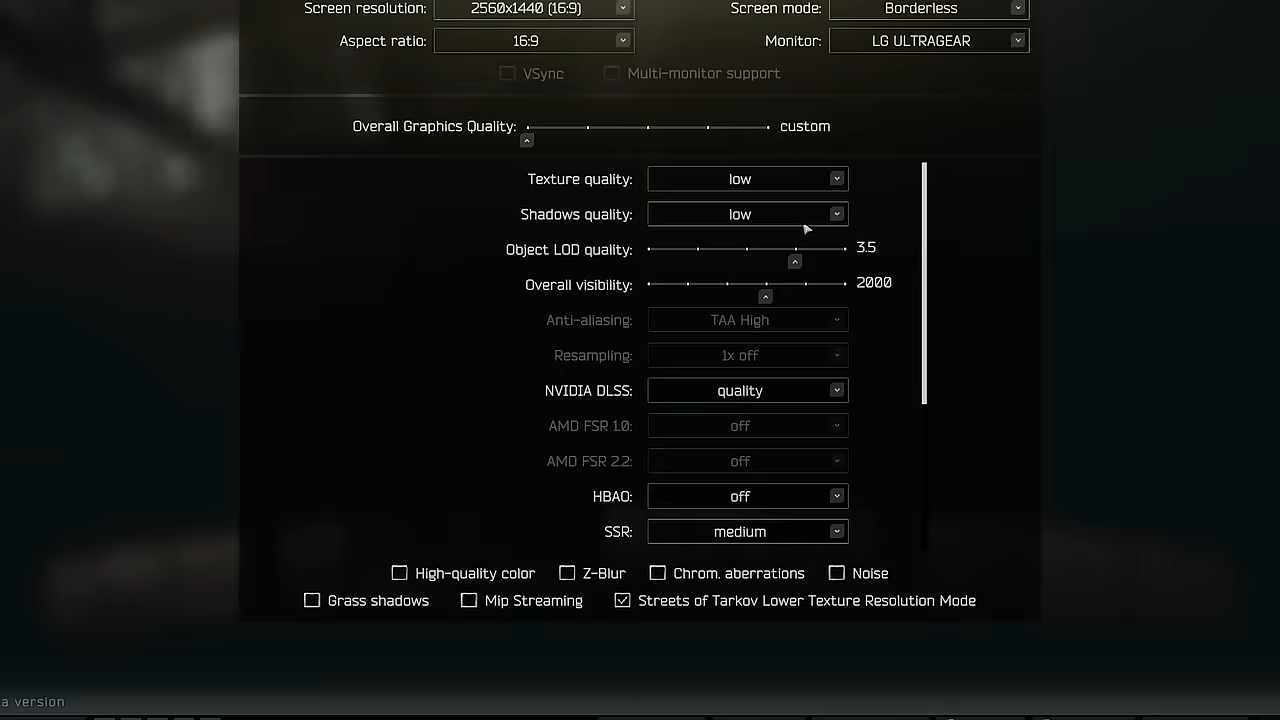 Screen resolution: 2560x1440 (16:9) Screen mode: Borderless
Aspect ratio: 16:9 Monitor: LG ULTRAGEAR
VSync Multi-monitor support
Overall Graphics Quality: custom
Texture quality: low
Shadows quality: low
Object LOD quality: 3.5
Overall visibility: 2000
Anti-aliasing: TAA High
Resampling: 1x off
NVIDIA DLSS: quality
AMD FSR 1.0: off
AMD FSR 2.2: off
HBAO: off
SSR: medium
High-quality color Z-Blur Chrom. aberrations Noise
Grass shadows Mip Streaming Streets of Tarkov Lower Texture Resolution Mode
a version